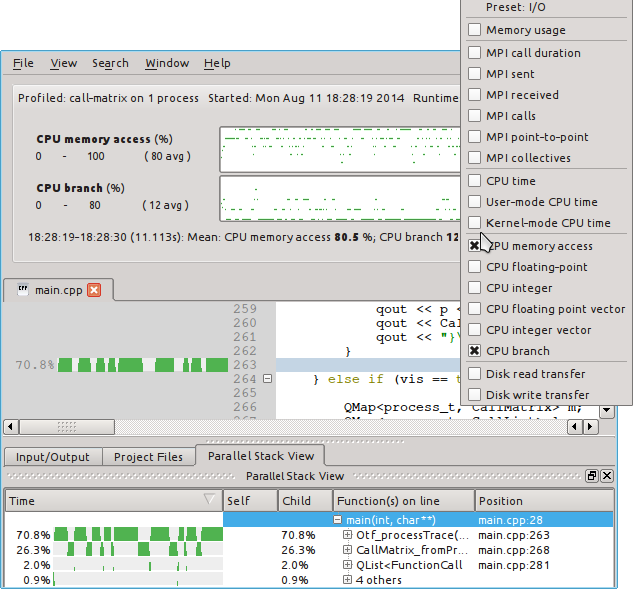 Preset: I/O
Memory usage
MPI call duration
MPI sent
MPI received
MPI calls
MPI point-to-point
MPI collectives
CPU time
User-mode CPU time
Kernel-mode CPU time
CPU memory access
CPU floating-point
CPU integer
CPU floating point vector
CPU integer vector
CPU branch
Disk read transfer
Disk write transfer
File View Search Window Help
Profiled: call-matrix on 1 process Started: Mon Aug 11 18:28:19 2014 Runtime
CPU memory access (%)
0 - 100 (80 avg)
CPU branch (%)
0 - 80 (12 avg)
18:28:19-18:28:30 (11.113s): Mean: CPU memory access 80.5 %; CPU branch 12
main.cpp
259 qout << p <
260 qout << Cal
261 qout << "}\
262 }
70.8% 263
264 } else if (vis == t
265
266 QMap<process_t, CallMatrix> m;
Input/Output Project Files Parallel Stack View
Parallel Stack View
Time Self Child Function(s) on line Position
main(int, char**) main.cpp:28
70.8% 70.8% Otf_processTrace(... main.cpp:263
26.3% 26.3% CallMatrix_fromPr... main.cpp:268
2.0% 2.0% QList<FunctionCall main.cpp:281
0.9% 0.9% 4 others